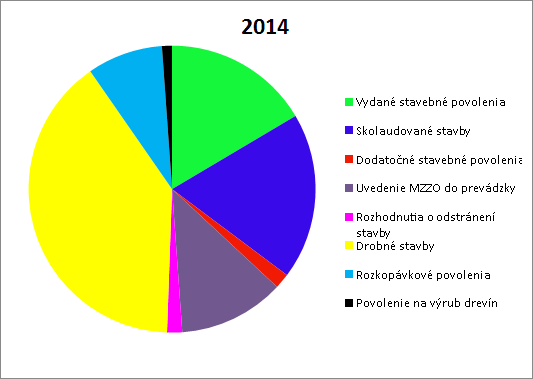 2014
Vydané stavebné povolenia
Skolaudované stavby
Dodatočné stavebné povolenia
Uvedenie MZZO do prevádzky
Rozhodnutia o odstránení
stavby
Drobné stavby
Rozkopávkové povolenia
Povolenie na výrub drevín